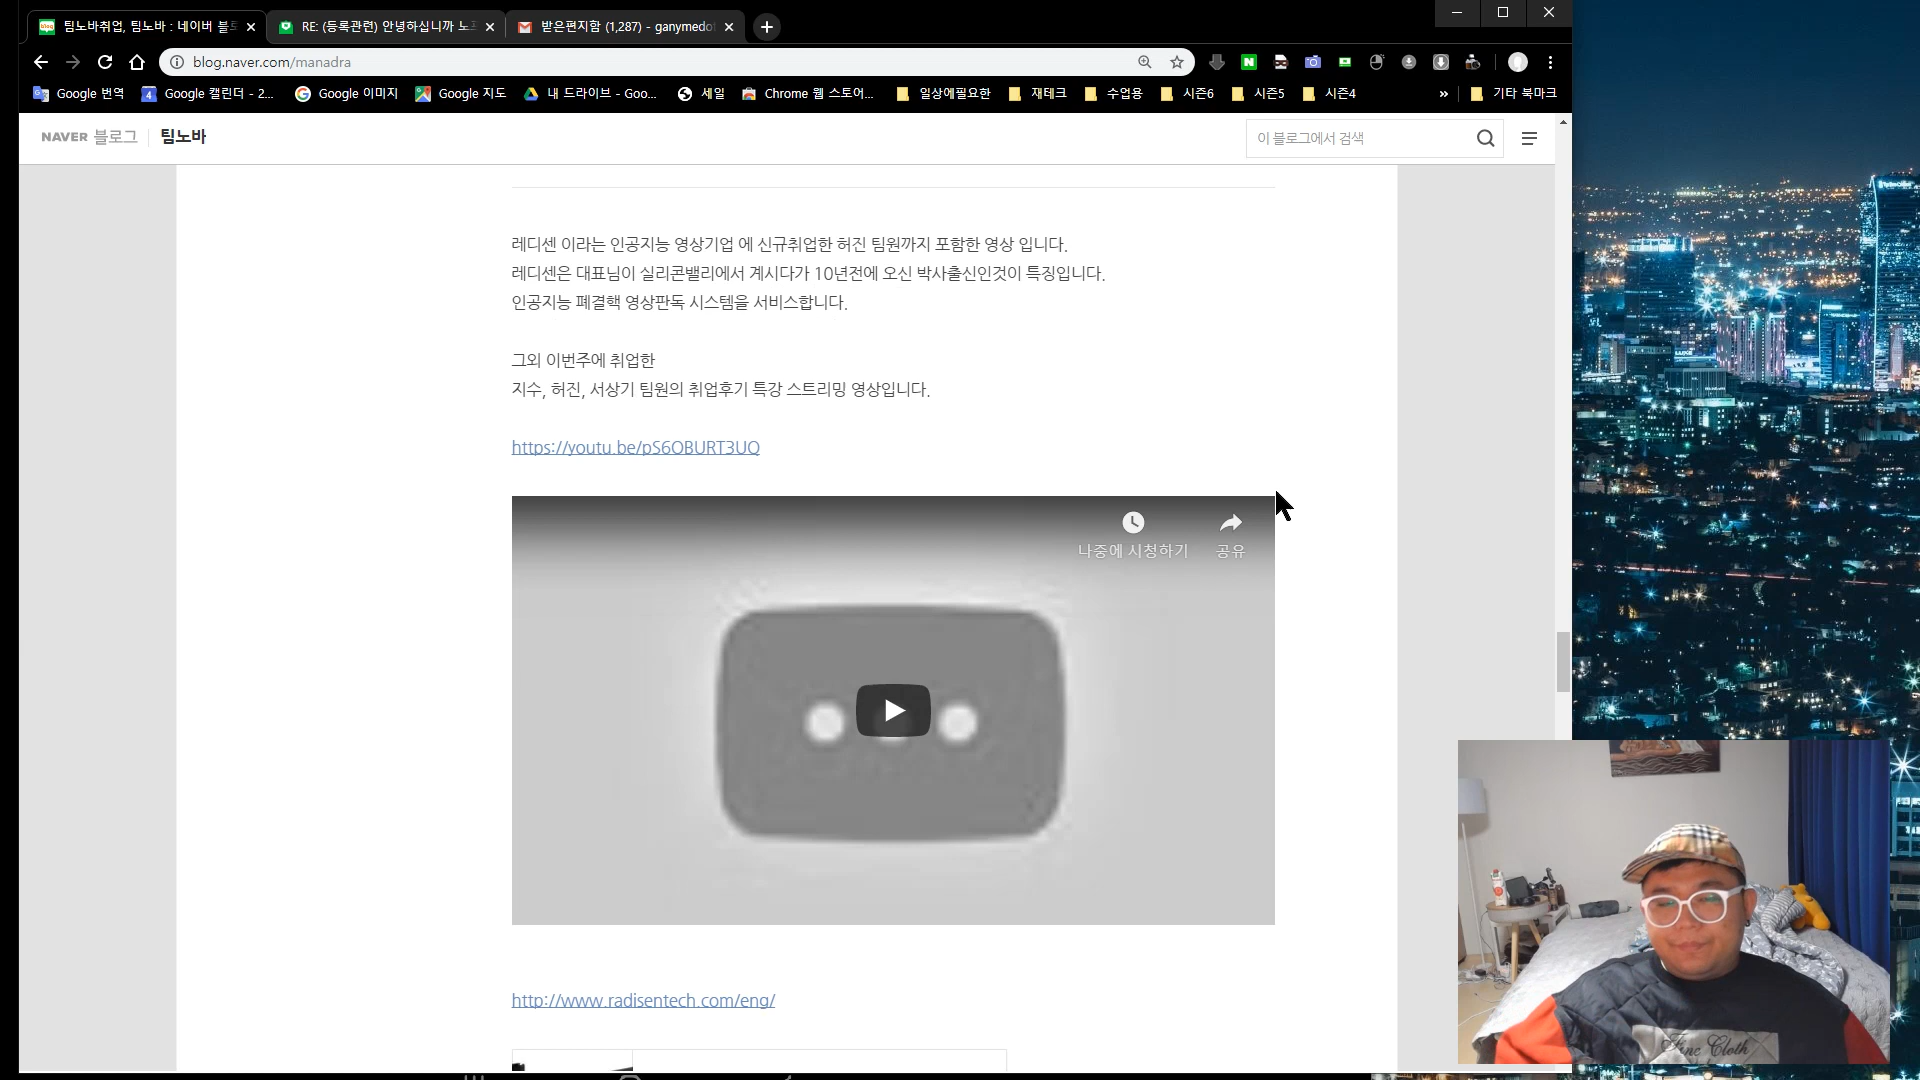 팀노바취업, 팀노바 : 네이버 블로
RE: (등록관련) 안녕하십니까 노
받은편지함 (1,287) - ganymedo
blog.naver.com/manadra
Google 번역
Google 캘린더 - 2...
Google 이미지
Google 지도
내 드라이브 - Goo...
세일
Chrome 웹 스토어...
일상에필요한
재테크
수업용
시즌6
시즌5
시즌4
»
기타 북마크
NAVER 블로그
팀노바
이 블로그에서 검색
레디센 이라는 인공지능 영상기업 에 신규취업한 허진 팀원까지 포함한 영상 입니다.
레디센은 대표님이 실리콘밸리에서 계시다가 10년전에 오신 박사출신인것이 특징입니다.
인공지능 폐결핵 영상판독 시스템을 서비스합니다.
그외 이번주에 취업한
지수, 허진, 서상기 팀원의 취업후기 특강 스트리밍 영상입니다.
https://youtu.be/pS6OBURT3UQ
나중에 시청하기
공유
http://www.radisentech.com/eng/
Fine Cloth